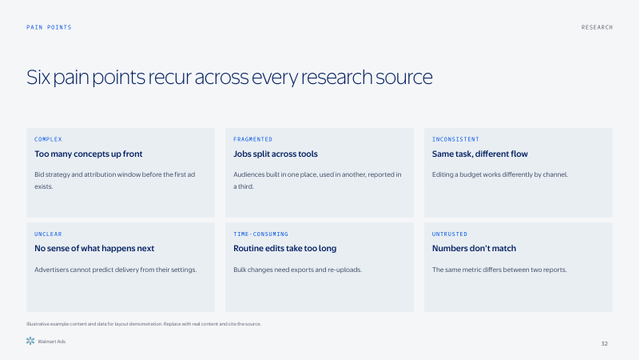 PAIN POINTS
RESEARCH
Six pain points recur across every research source
COMPLEX
Too many concepts up front
Bid strategy and attribution window before the first ad
exists.
FRAGMENTED
Jobs split across tools
Audiences built in one place, used in another, reported in
a third.
INCONSISTENT
Same task, different flow
Editing a budget works differently by channel.
UNCLEAR
No sense of what happens next
Advertisers cannot predict delivery from their settings.
TIME-CONSUMING
Routine edits take too long
Bulk changes need exports and re-uploads.
UNTRUSTED
Numbers don't match
The same metric differs between two reports.
Illustrative example content and data for layout demonstration. Replace with real content and cite the source.
Walmart Ads
32